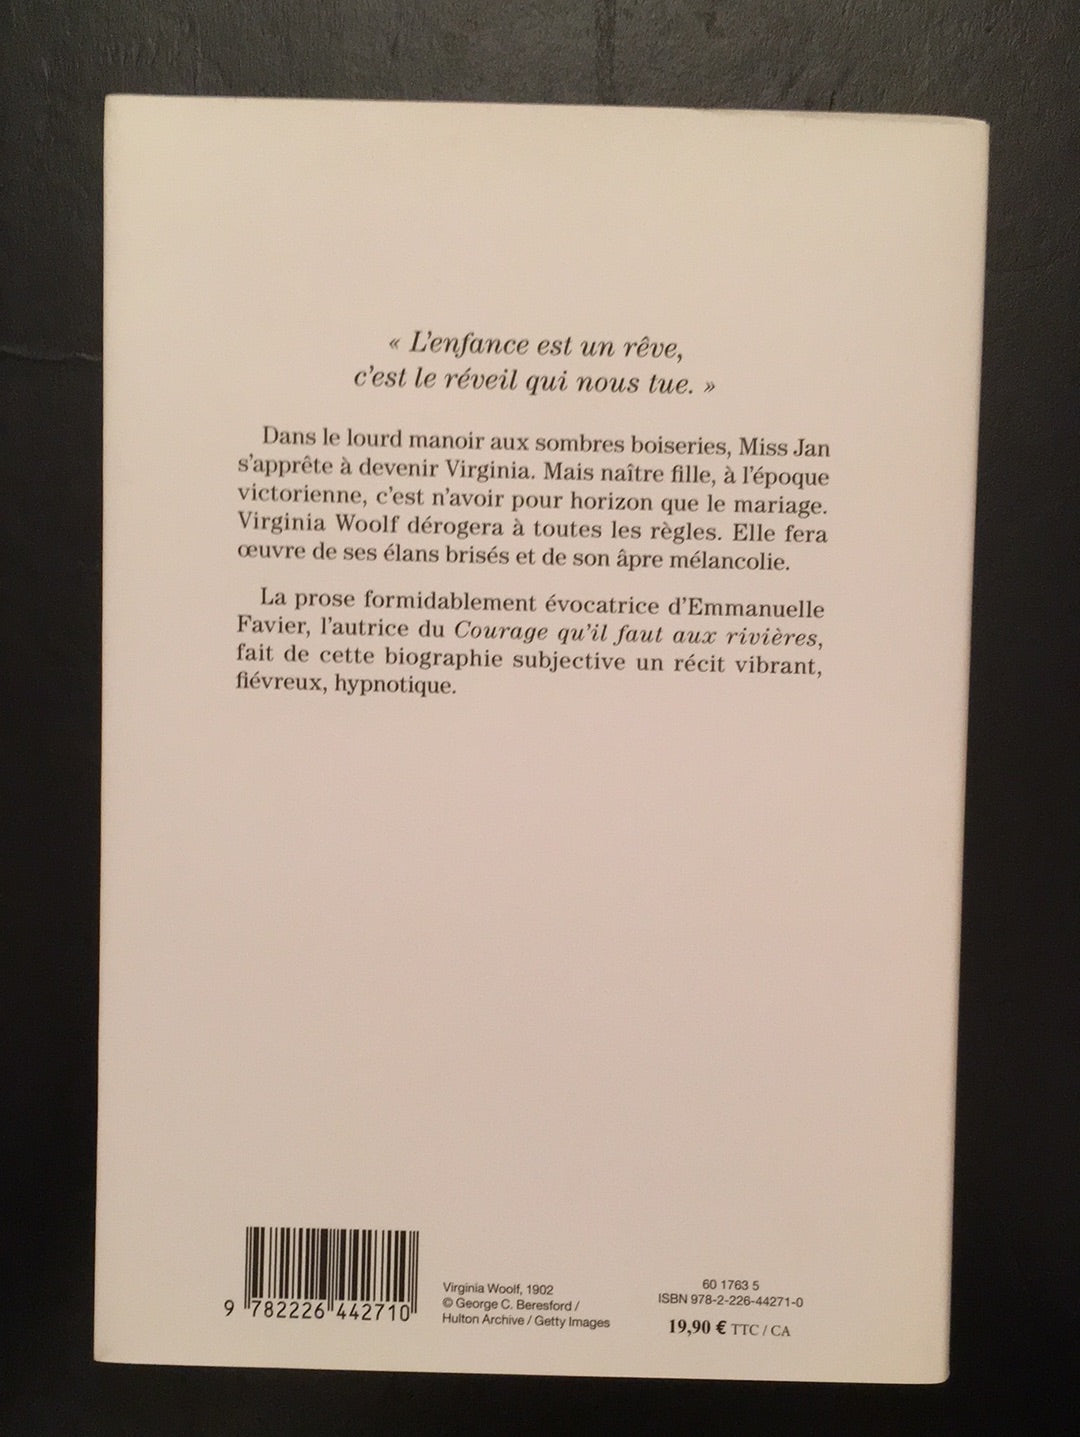 « L'enfance est un rêve,
c'est le réveil qui nous tue. »
Dans le lourd manoir aux sombres boiseries, Miss Jan
s'apprête à devenir Virginia. Mais naître fille, à l'époque
victorienne, c'est n'avoir pour horizon que le mariage.
Virginia Woolf dérogera à toutes les règles. Elle fera
œuvre de ses élans brisés et de son âpre mélancolie.
La prose formidablement évocatrice d'Emmanuelle
Favier, l'autrice du Courage qu'il faut aux rivières,
fait de cette biographie subjective un récit vibrant,
fiévreux, hypnotique.
9 782226 442710
Virginia Woolf, 1902
© George C. Beresford /
Hulton Archive / Getty Images
60 1763 5
ISBN 978-2-226-44271-0
19,90 € TTC / CA